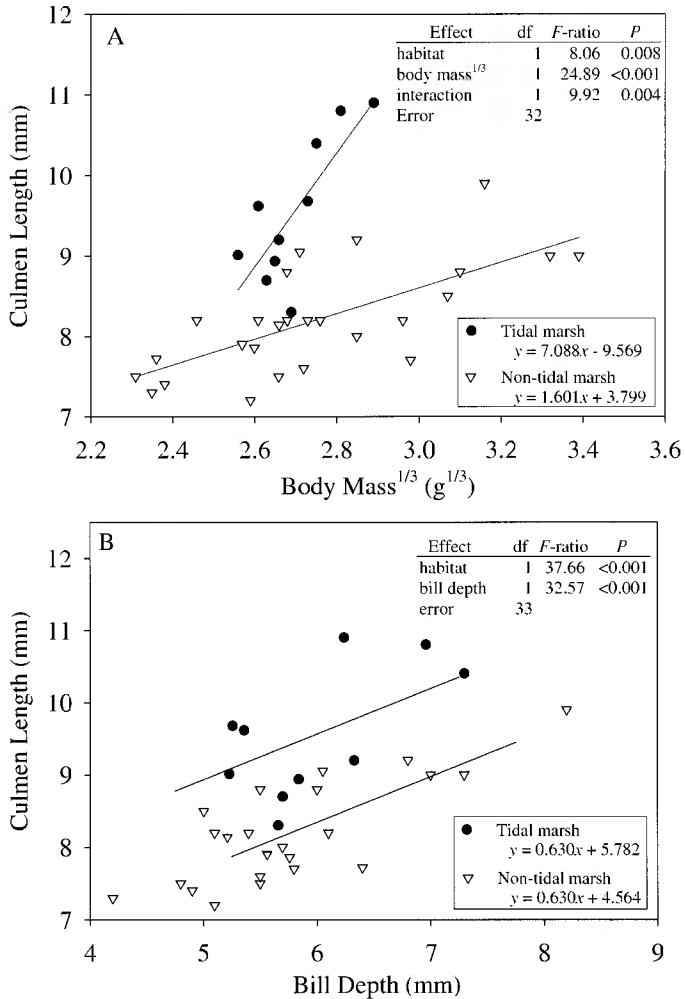 A
Effect df F-ratio P
habitat 1 8.06 0.008
body mass^1/3 1 24.89 <0.001
interaction 1 9.92 0.004
Error 32
12
11
10
9
8
7
Culmen Length (mm)
Tidal marsh
y = 7.088x - 9.569
Non-tidal marsh
y = 1.601x + 3.799
2.2 2.4 2.6 2.8 3.0 3.2 3.4 3.6
Body Mass^1/3 (g^1/3)
B
Effect df F-ratio P
habitat 1 37.66 <0.001
bill depth 1 32.57 <0.001
error 33
12
11
10
9
8
7
Culmen Length (mm)
Tidal marsh
y = 0.630x + 5.782
Non-tidal marsh
y = 0.630x + 4.564
4 5 6 7 8 9
Bill Depth (mm)